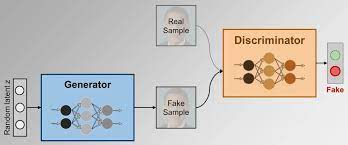 Real
Sample
Discriminator
Generator
Random latent z
Fake
Sample
Fake